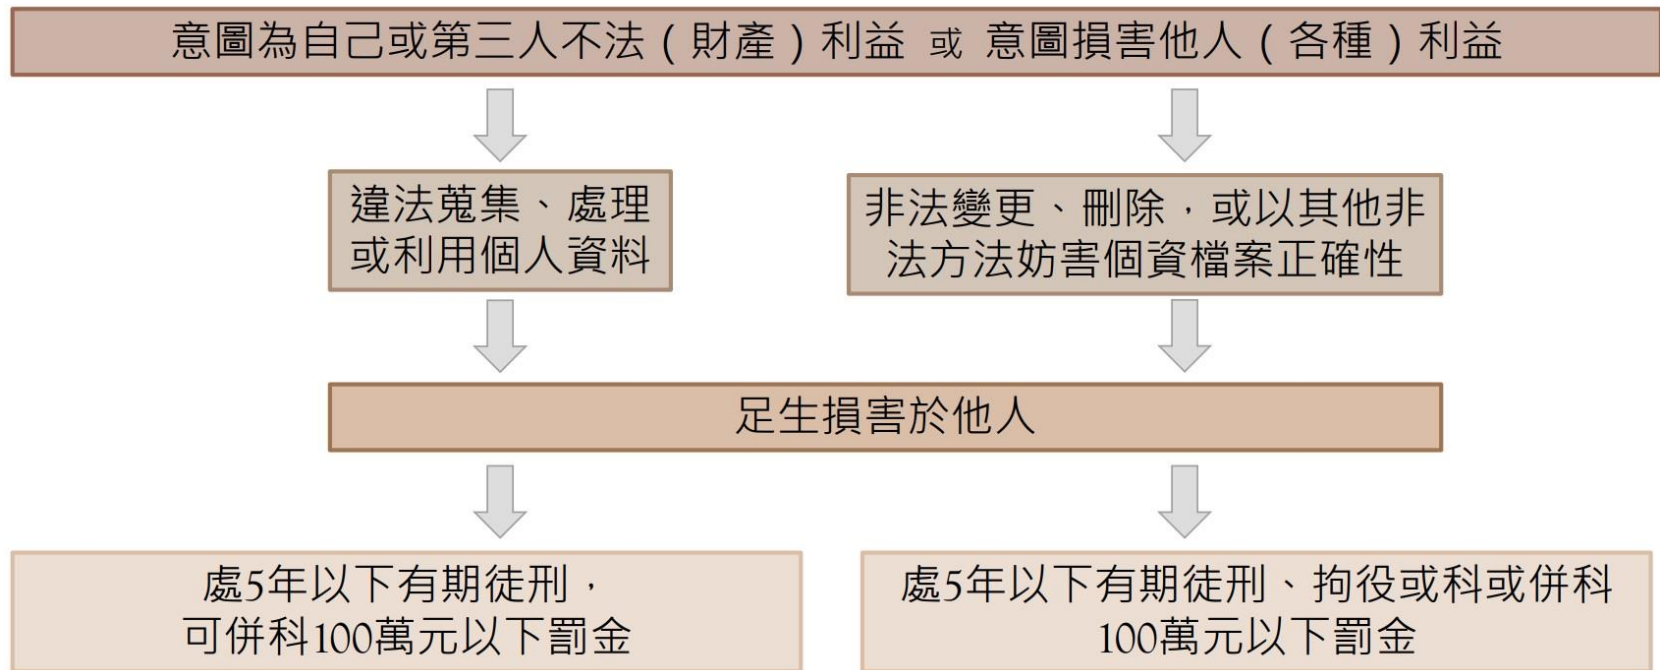 意圖為自己或第三人不法（財產）利益 或 意圖損害他人（各種）利益
違法蒐集、處理
或利用個人資料
非法變更、刪除，或以其他非
法方法妨害個資檔案正確性
足生損害於他人
處5年以下有期徒刑，
可併科100萬元以下罰金
處5年以下有期徒刑、拘役或科或併科
100萬元以下罰金